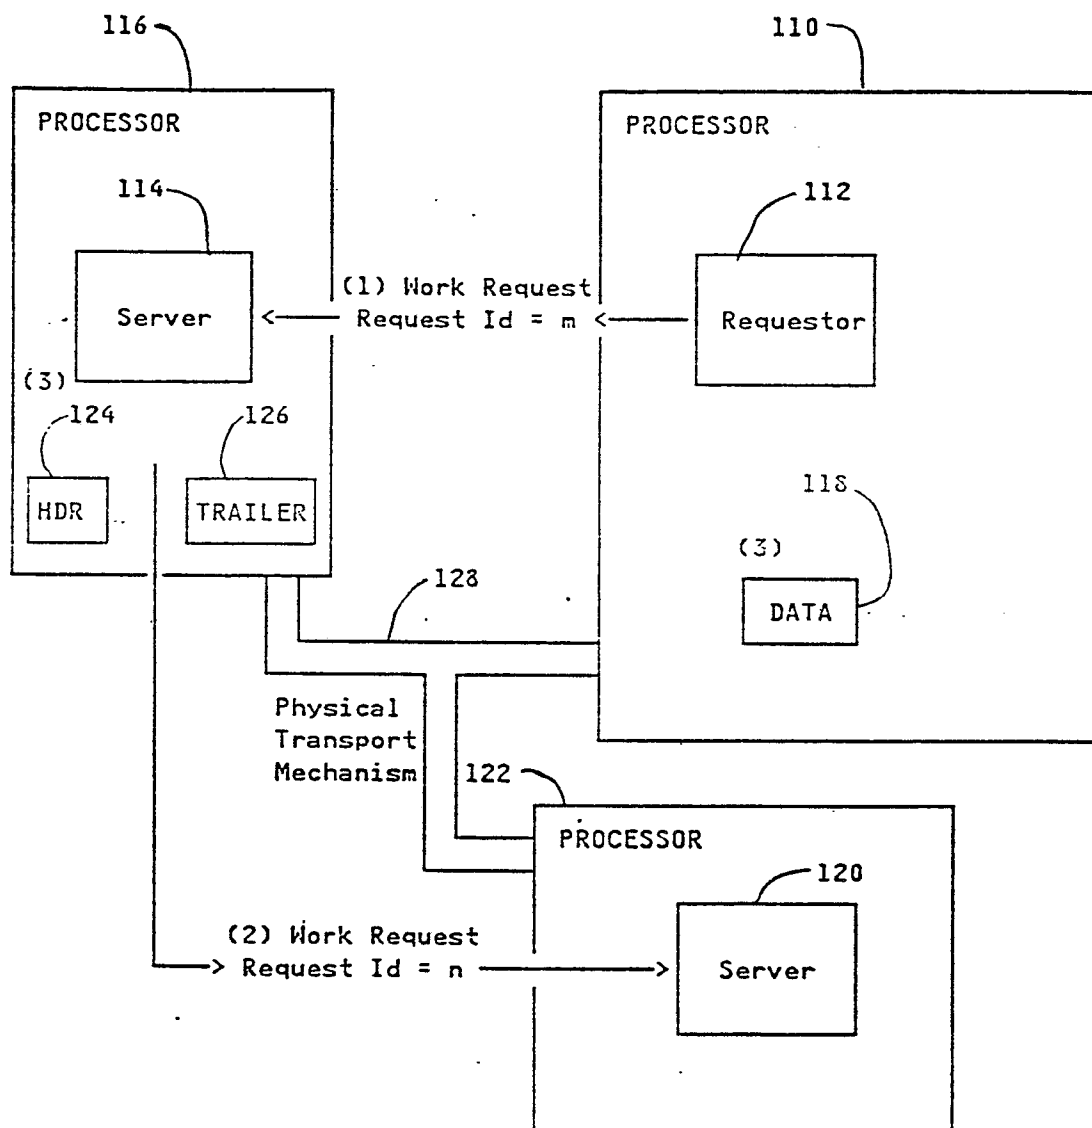 116
110
PROCESSOR
PROCESSOR
114
112
(1) Work Request
Request Id = m
Server
Requestor
(3)
124
126
118
HDR
TRAILER
(3)
DATA
128
Physical
Transport
Mechanism
122
PROCESSOR
120
(2) Work Request
Request Id = n
Server